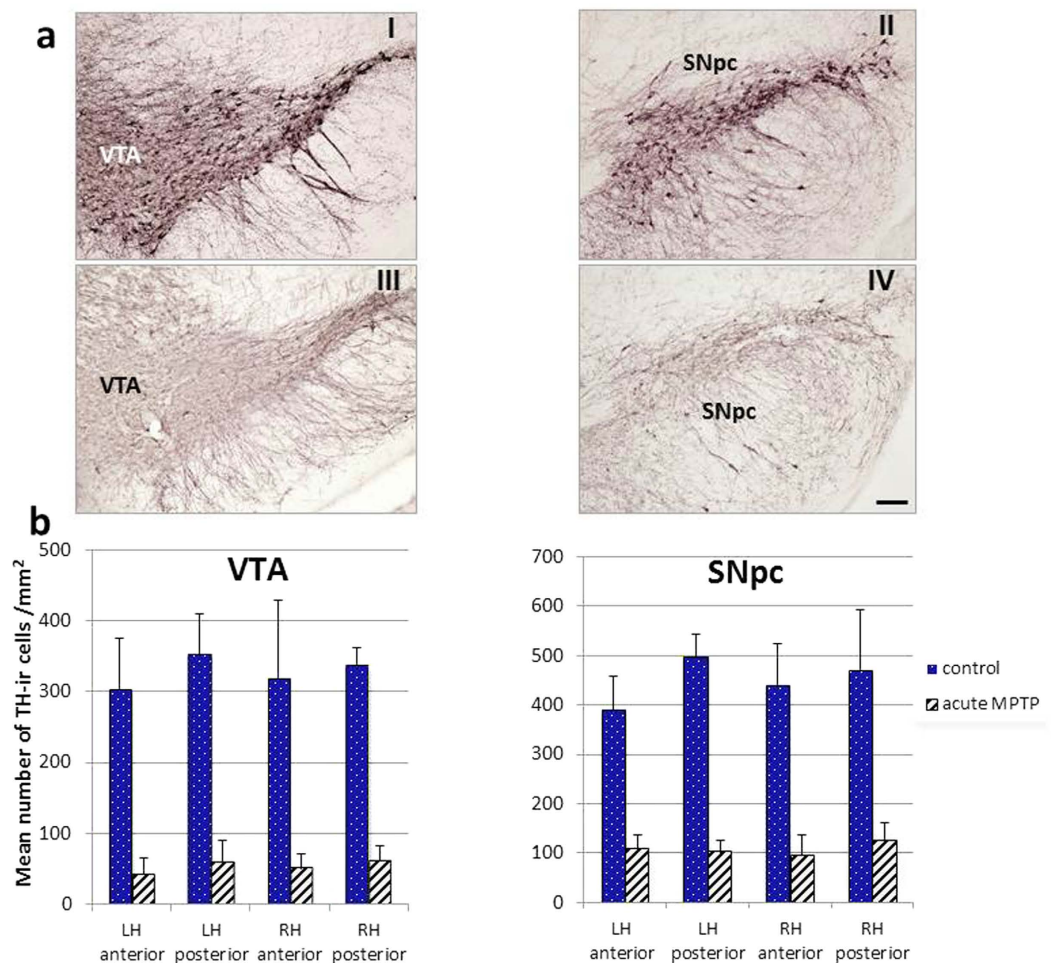 a
I
VTA
II
SNpc
III
VTA
IV
SNpc
b
VTA
Mean number of TH-ir cells /mm²
500
400
300
200
100
0
LH anterior
LH posterior
RH anterior
RH posterior
SNpc
700
600
500
400
300
200
100
0
LH anterior
LH posterior
RH anterior
RH posterior
control
acute MPTP